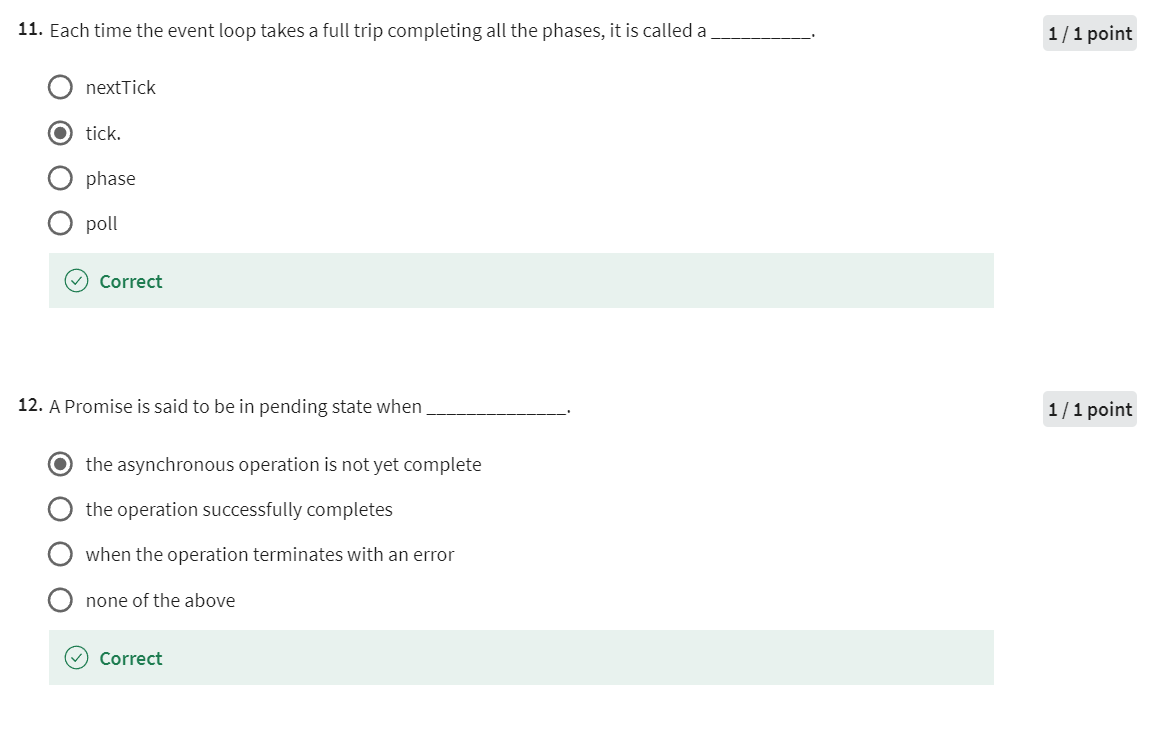 11. Each time the event loop takes a full trip completing all the phases, it is called a __________.
1 / 1 point
nextTick
tick.
phase
poll
Correct
12. A Promise is said to be in pending state when ______________.
1 / 1 point
the asynchronous operation is not yet complete
the operation successfully completes
when the operation terminates with an error
none of the above
Correct